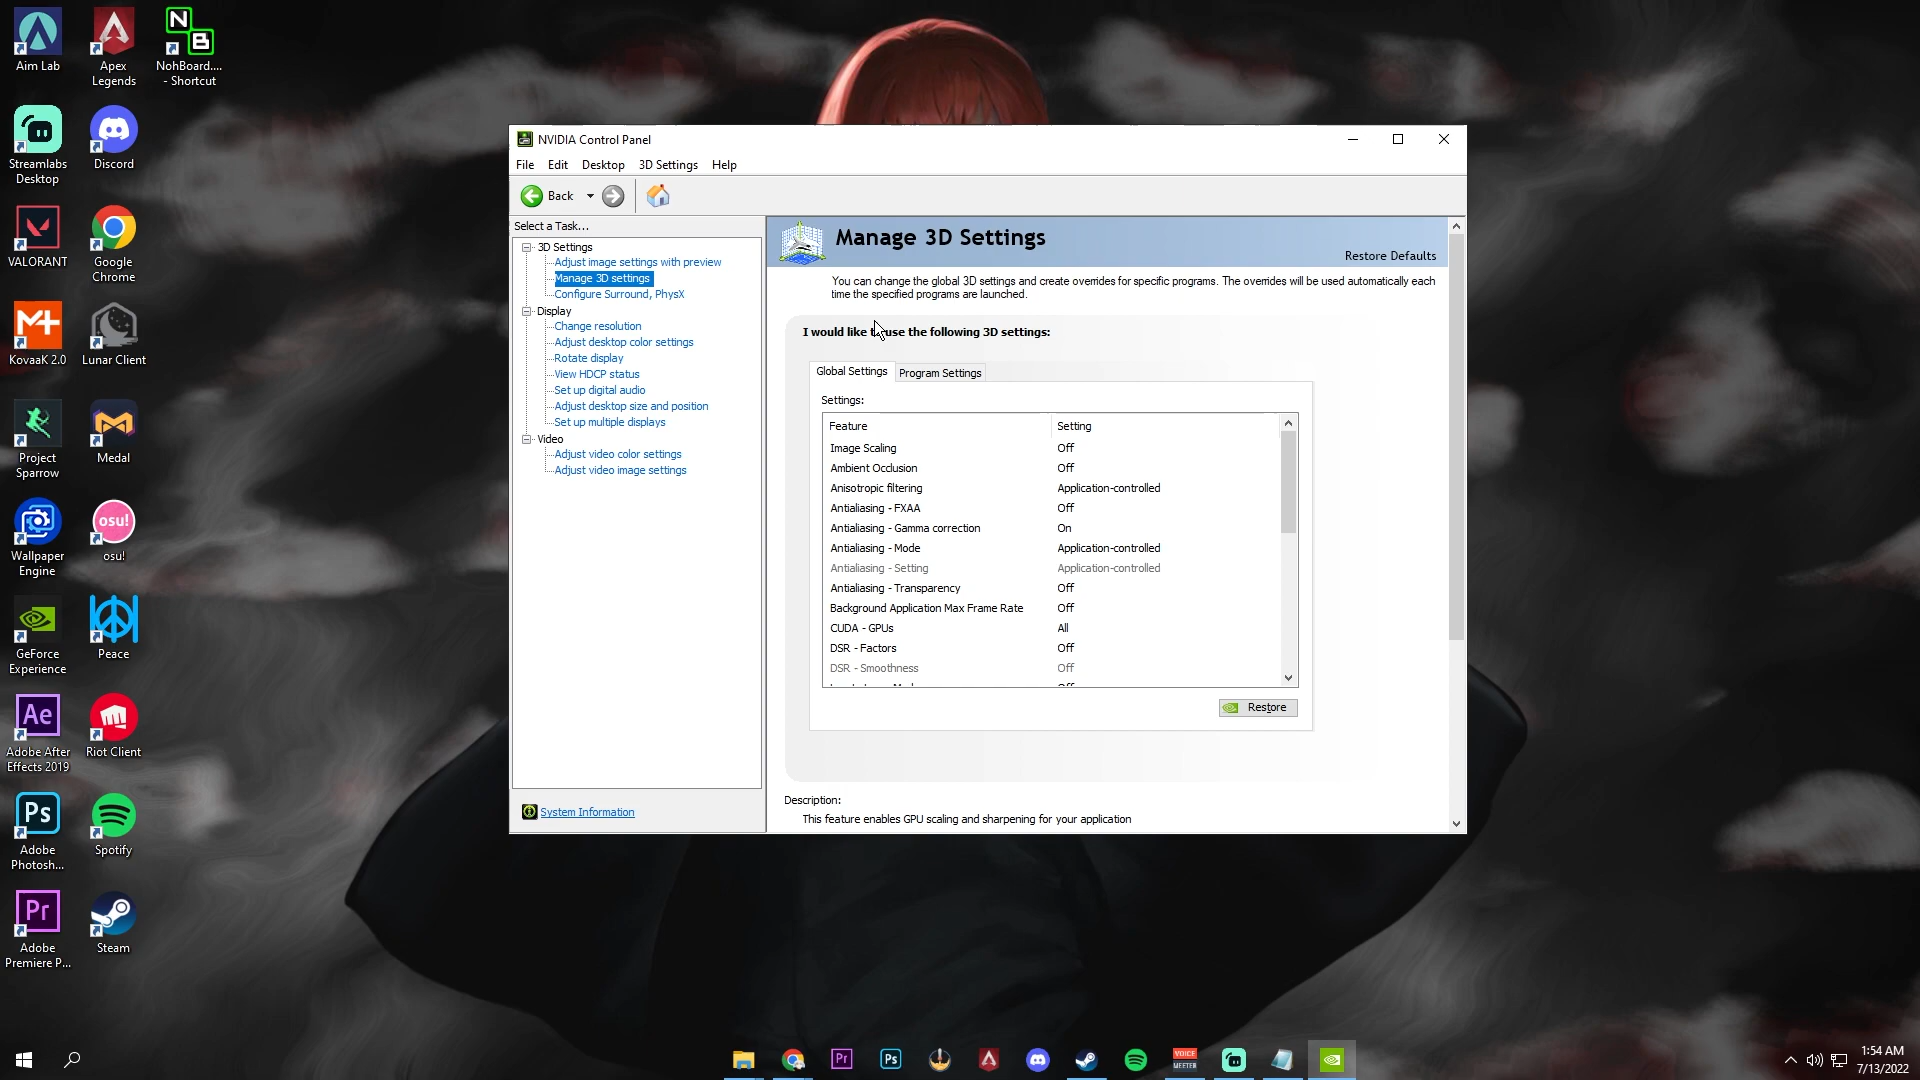 Aim Lab
Apex
Legends
NohBoard....
- Shortcut
N
B
Streamlabs
Desktop
Discord
VALORANT
Google
Chrome
KovaaK 2.0
Lunar Client
Project
Sparrow
Medal
Wallpaper
Engine
osu!
osu!
GeForce
Experience
Peace
Ae
Adobe After
Effects 2019
Riot Client
Ps
Adobe
Photosh...
Spotify
Pr
Adobe
Premiere P...
Steam
NVIDIA Control Panel
File Edit Desktop 3D Settings Help
Back
Select a Task...
3D Settings
Adjust image settings with preview
Manage 3D settings
Configure Surround, PhysX
Display
Change resolution
Adjust desktop color settings
Rotate display
View HDCP status
Set up digital audio
Adjust desktop size and position
Set up multiple displays
Video
Adjust video color settings
Adjust video image settings
System Information
Manage 3D Settings
Restore Defaults
You can change the global 3D settings and create overrides for specific programs. The overrides will be used automatically each
time the specified programs are launched.
I would like to use the following 3D settings:
Global Settings Program Settings
Settings:
Feature Setting
Image Scaling Off
Ambient Occlusion Off
Anisotropic filtering Application-controlled
Antialiasing - FXAA Off
Antialiasing - Gamma correction On
Antialiasing - Mode Application-controlled
Antialiasing - Setting Application-controlled
Antialiasing - Transparency Off
Background Application Max Frame Rate Off
CUDA - GPUs All
DSR - Factors Off
DSR - Smoothness Off
Restore
Description:
This feature enables GPU scaling and sharpening for your application
Pr
Ps
VOICE
MEETER
1:54 AM
7/13/2022